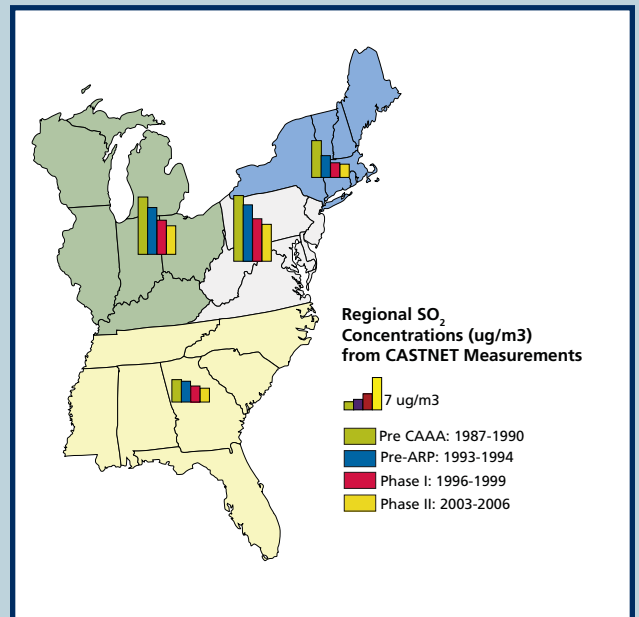 Regional SO₂
Concentrations (ug/m3)
from CASTNET Measurements
7 ug/m3
Pre CAAA: 1987-1990
Pre-ARP: 1993-1994
Phase I: 1996-1999
Phase II: 2003-2006